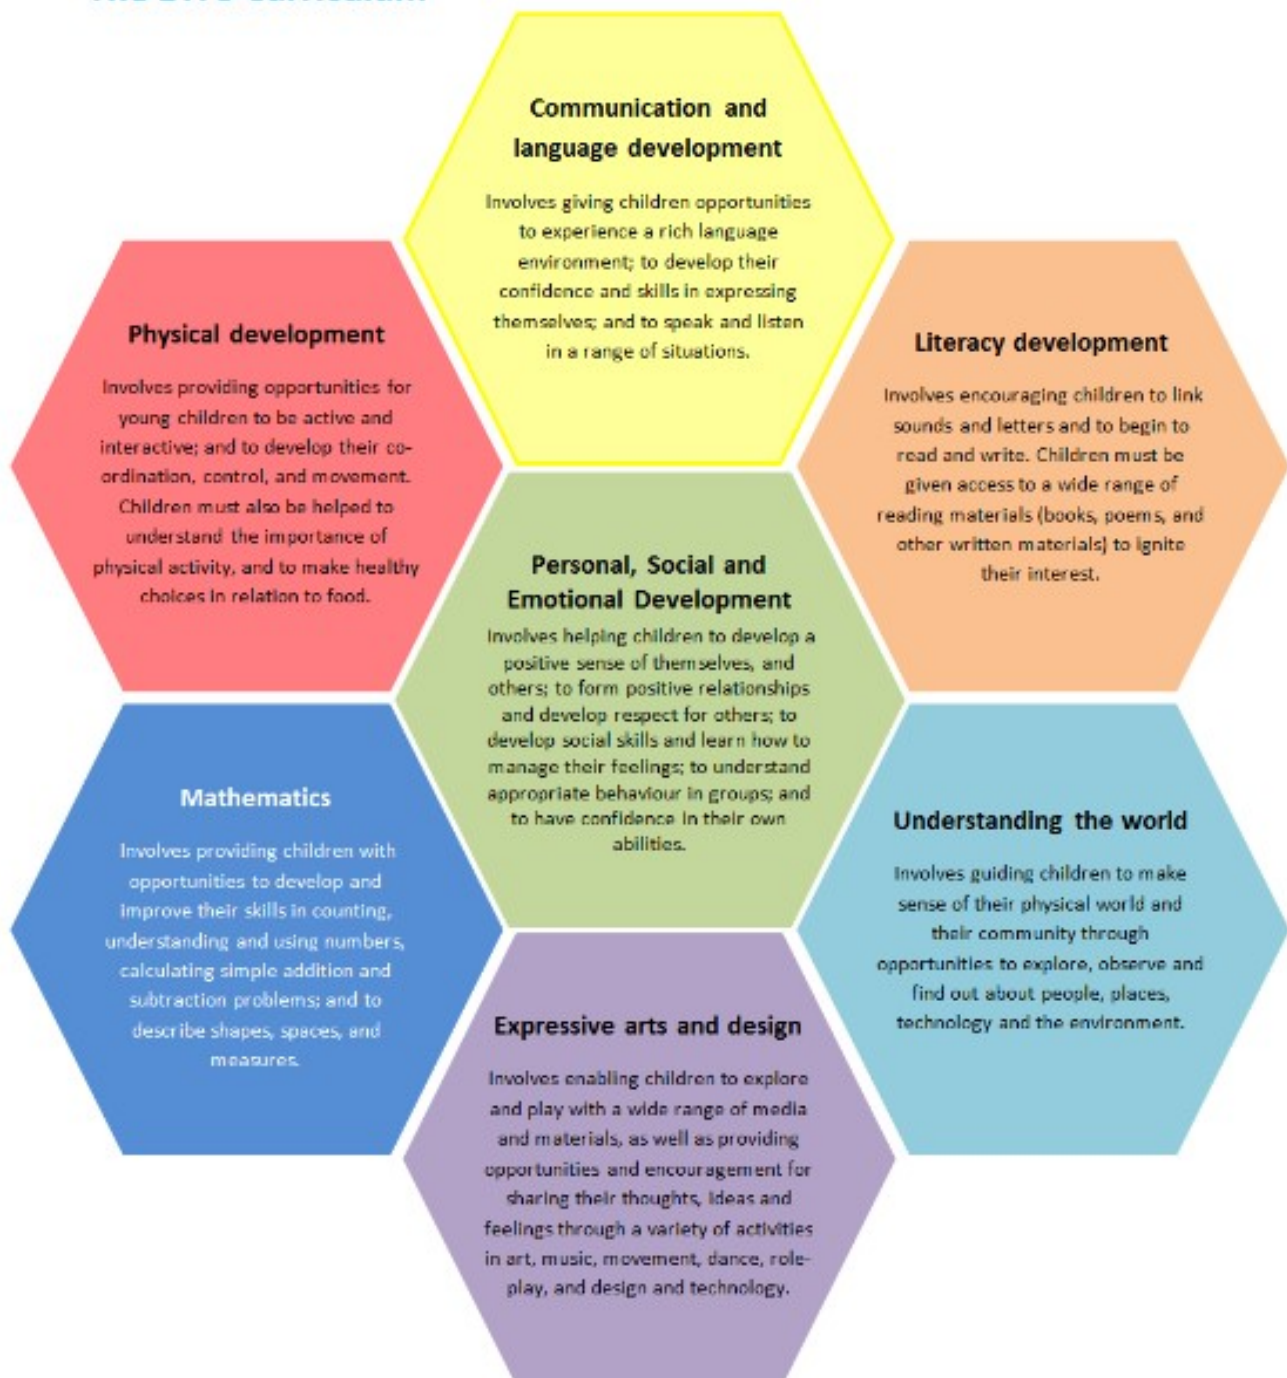 Communication and
language development
Involves giving children opportunities
to experience a rich language
environment; to develop their
confidence and skills in expressing
themselves; and to speak and listen
in a range of situations.
Physical development
Involves providing opportunities for
young children to be active and
interactive; and to develop their co-
ordination, control, and movement.
Children must also be helped to
understand the importance of
physical activity, and to make healthy
choices in relation to food.
Literacy development
Involves encouraging children to link
sounds and letters and to begin to
read and write. Children must be
given access to a wide range of
reading materials (books, poems, and
other written materials) to ignite
their interest.
Personal, Social and
Emotional Development
Involves helping children to develop a
positive sense of themselves, and
others; to form positive relationships
and develop respect for others; to
develop social skills and learn how to
manage their feelings; to understand
appropriate behaviour in groups; and
to have confidence in their own
abilities.
Mathematics
Involves providing children with
opportunities to develop and
improve their skills in counting,
understanding and using numbers,
calculating simple addition and
subtraction problems; and to
describe shapes, spaces, and
measures.
Understanding the world
Involves guiding children to make
sense of their physical world and
their community through
opportunities to explore, observe and
find out about people, places,
technology and the environment.
Expressive arts and design
Involves enabling children to explore
and play with a wide range of media
and materials, as well as providing
opportunities and encouragement for
sharing their thoughts, ideas and
feelings through a variety of activities
in art, music, movement, dance, role-
play, and design and technology.